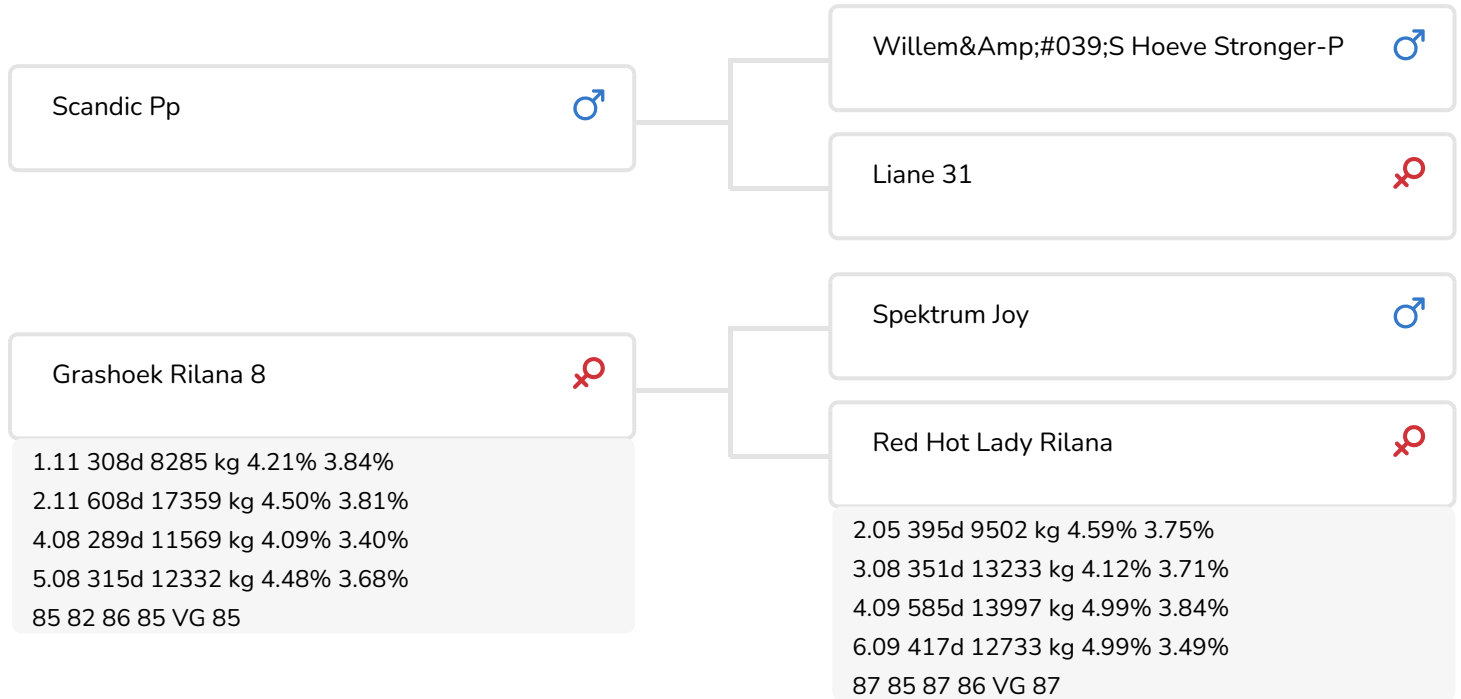 Willem&Amp;#039;S Hoeve Stronger-P
Scandic Pp
Liane 31
Spektrum Joy
Grashoek Rilana 8
1.11 308d 8285 kg 4.21% 3.84%
2.11 608d 17359 kg 4.50% 3.81%
4.08 289d 11569 kg 4.09% 3.40%
5.08 315d 12332 kg 4.48% 3.68%
85 82 86 85 VG 85
Red Hot Lady Rilana
2.05 395d 9502 kg 4.59% 3.75%
3.08 351d 13233 kg 4.12% 3.71%
4.09 585d 13997 kg 4.99% 3.84%
6.09 417d 12733 kg 4.99% 3.49%
87 85 87 86 VG 87